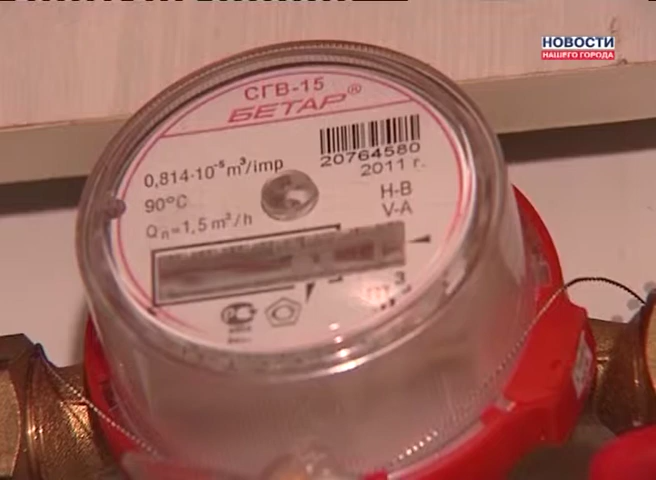 НОВОСТИ
НАШЕГО ГОРОДА
СГВ-15
БЕТАР®
20764580
2011 г.
0,814·10⁻⁵ m³/imp
90°C
H-B
V-A
Qn=1,5 m³/h
m³